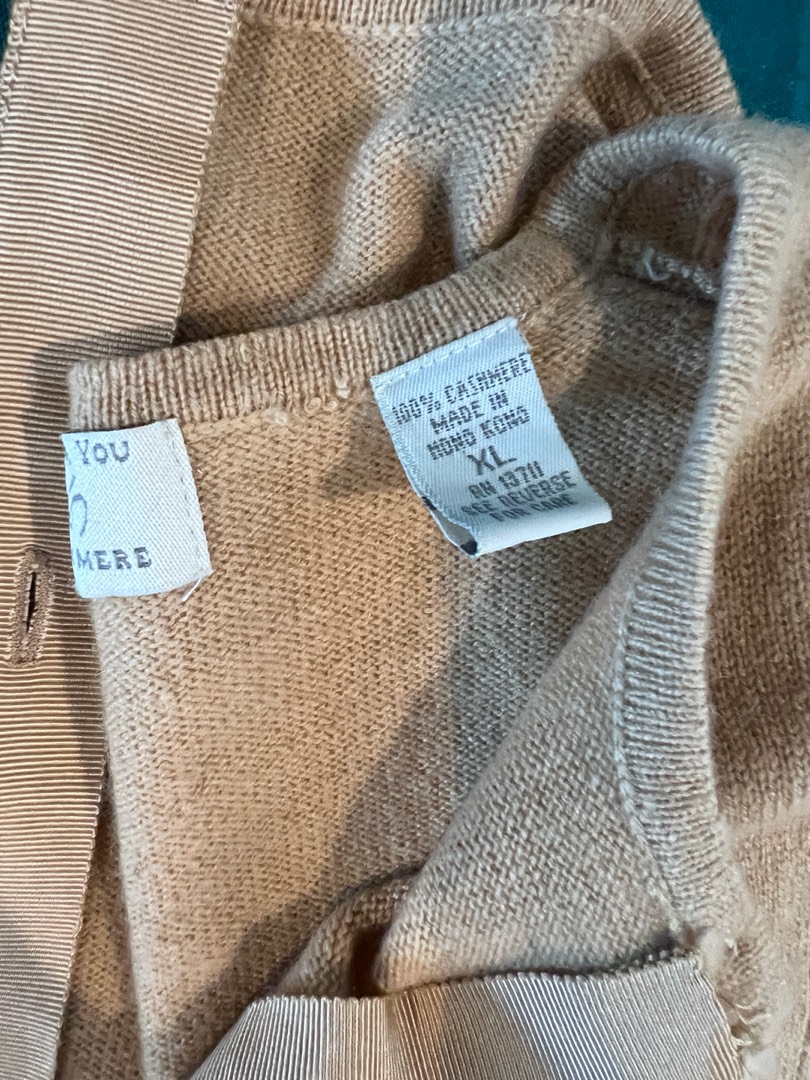 YOU
MERE
100% CASHMERE
MADE IN
HONG KONG
XL
RN 13711
SEE REVERSE
FOR CARE